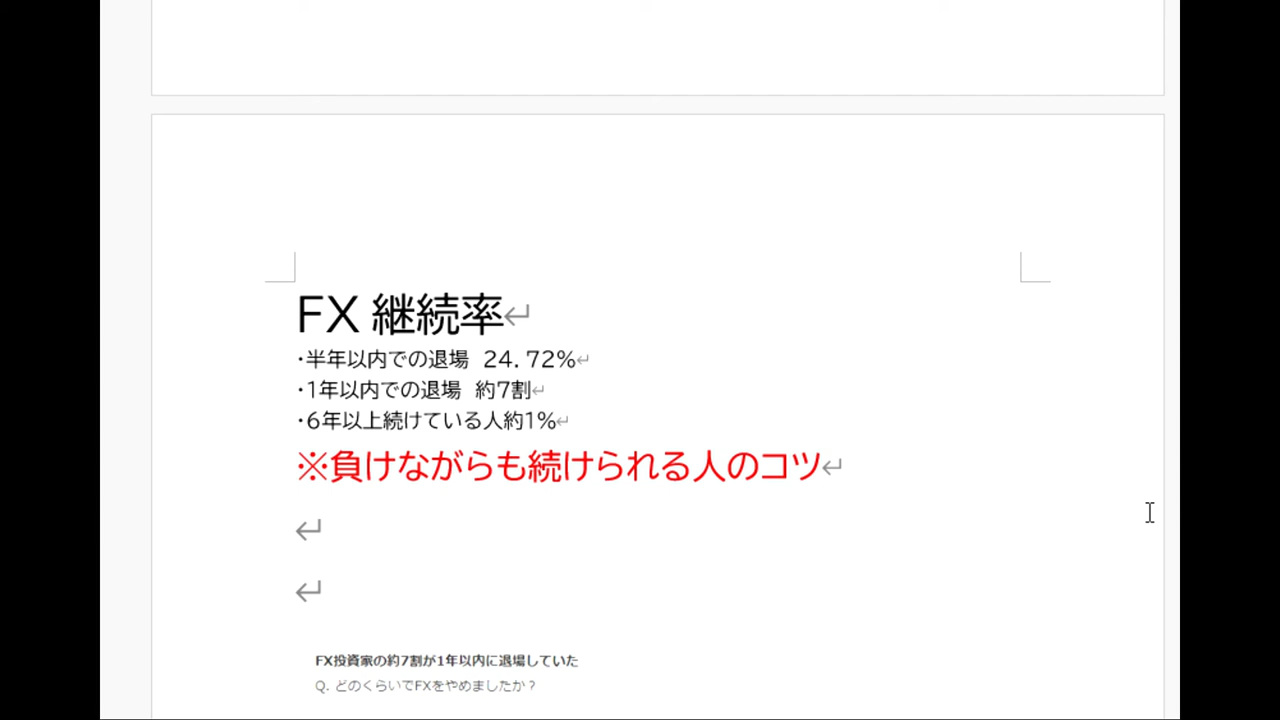 FX 継続率↵
・半年以内での退場　24.72%↵
・1年以内での退場　約7割↵
・6年以上続けている人約1%↵
※負けながらも続けられる人のコツ↵
↵
↵
FX投資家の約7割が1年以内に退場していた
Q. どのくらいでFXをやめましたか？